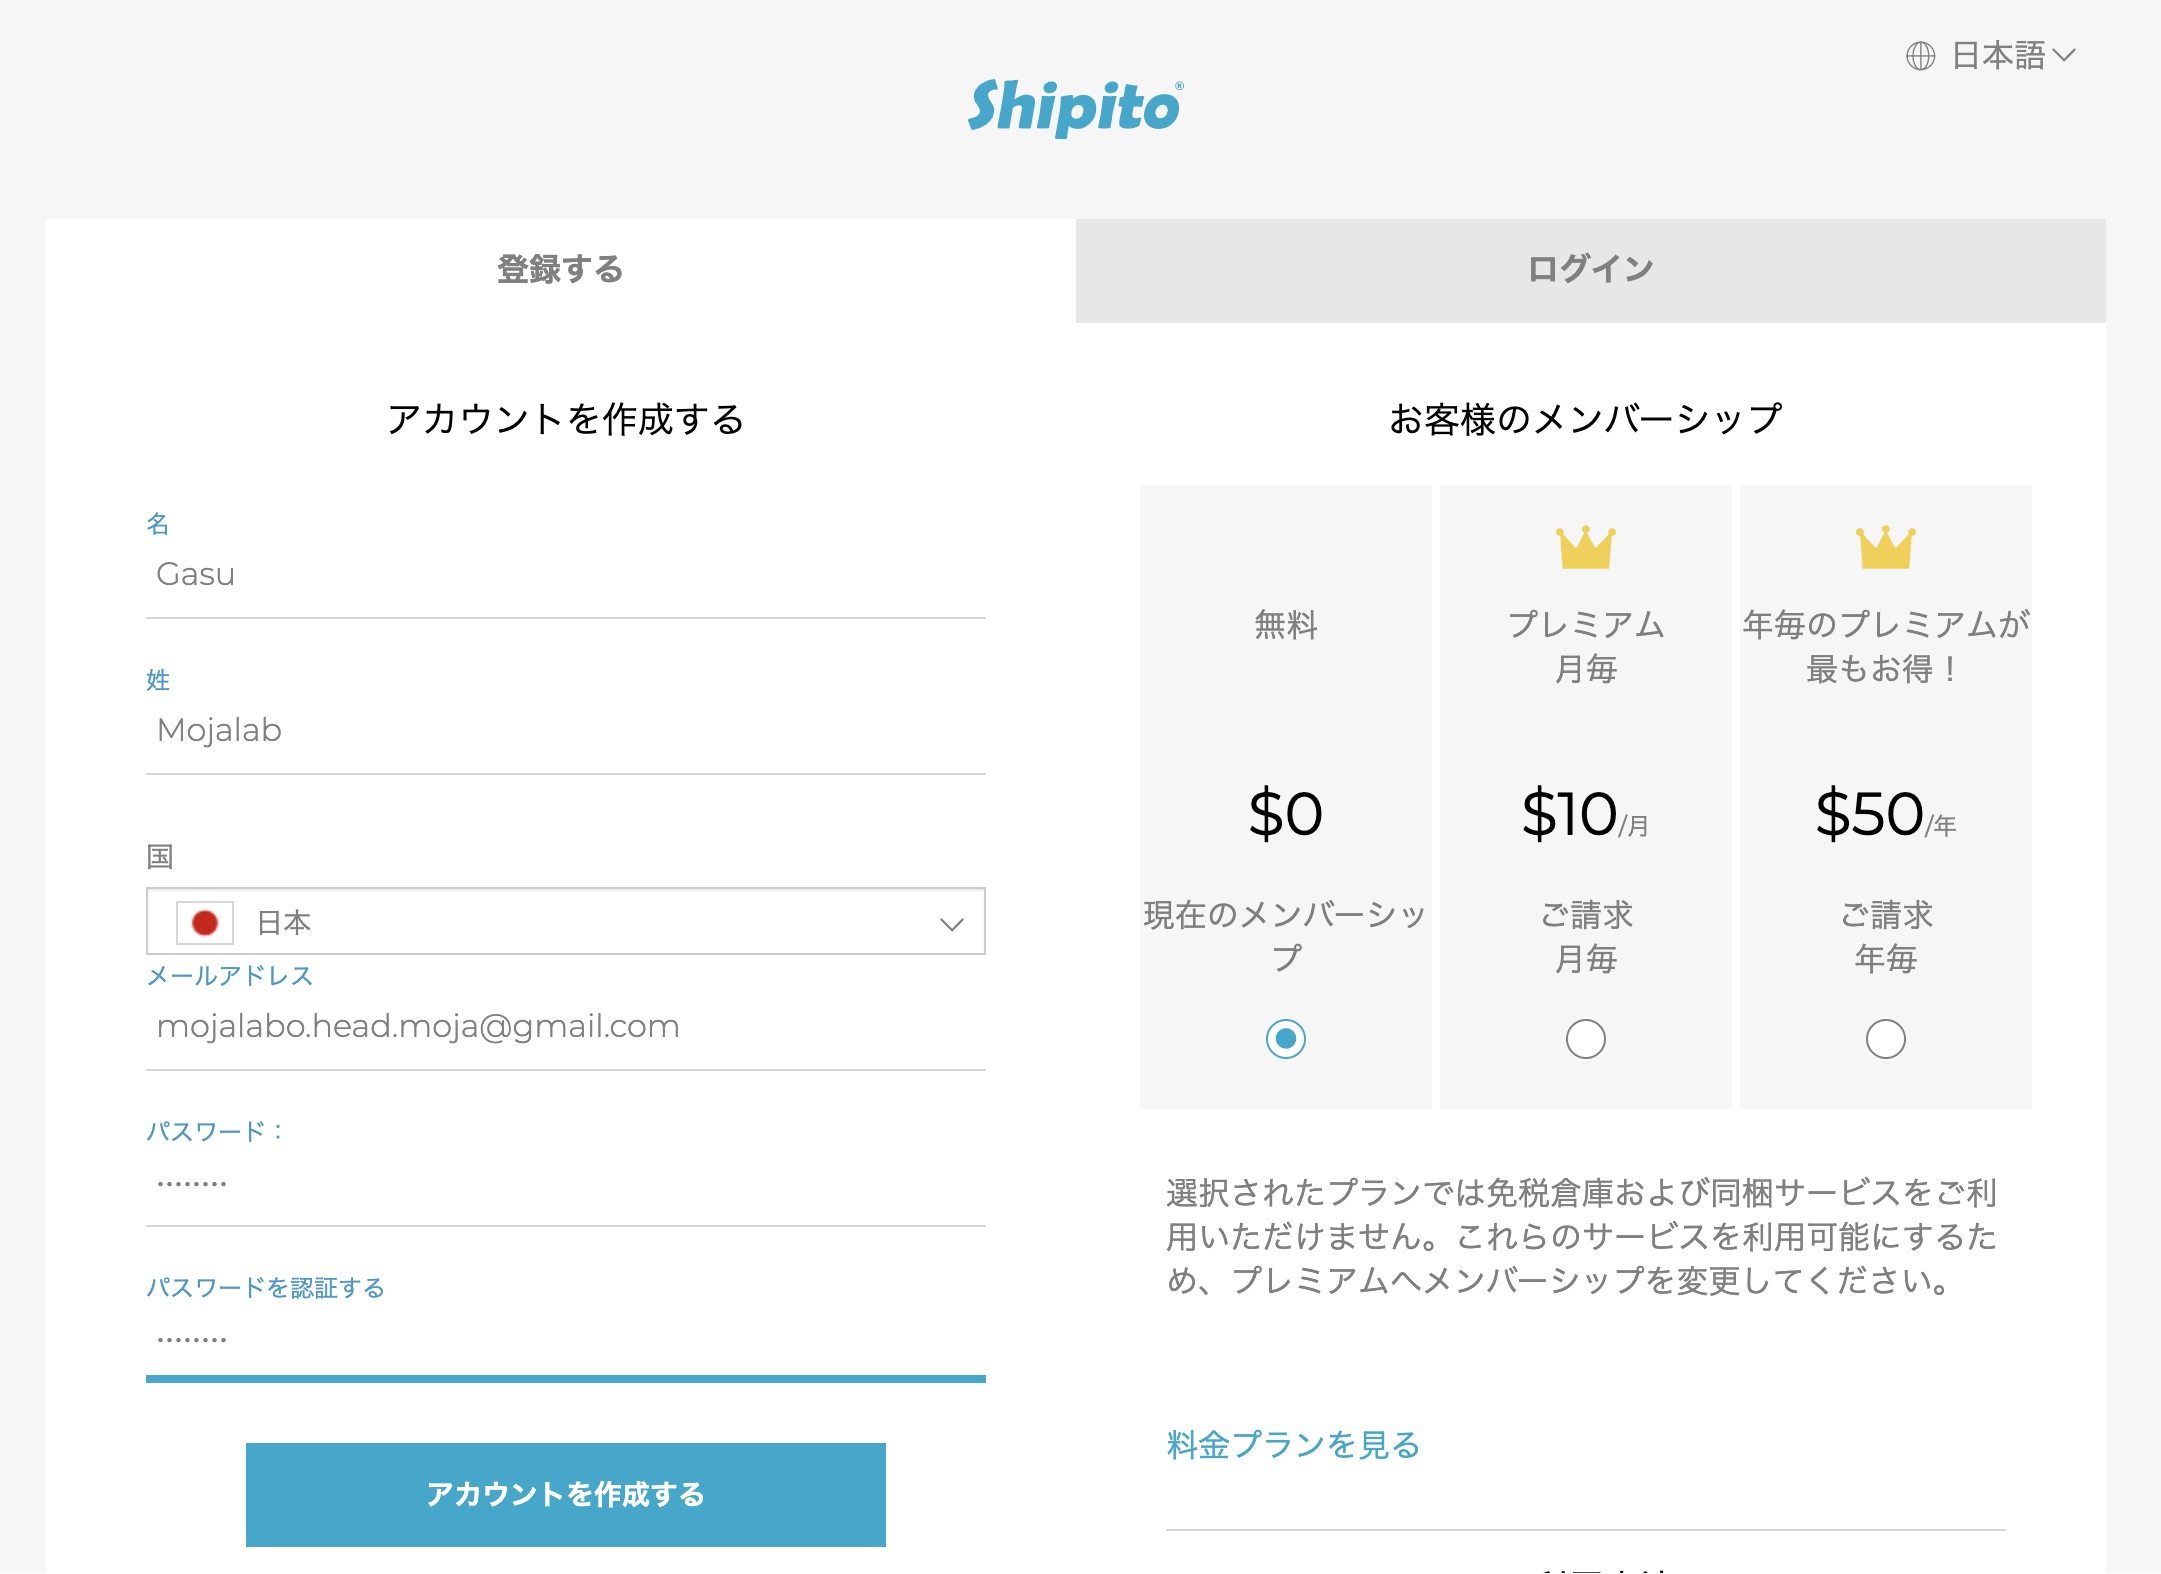 日本語
Shipito®
登録する
ログイン
アカウントを作成する
名
Gasu
姓
Mojalab
国
日本
メールアドレス
mojalabo.head.moja@gmail.com
パスワード：
········
パスワードを認証する
········
アカウントを作成する
お客様のメンバーシップ
無料
$0
現在のメンバーシッ
プ
プレミアム
月毎
$10/月
ご請求
月毎
年毎のプレミアムが
最もお得！
$50/年
ご請求
年毎
選択されたプランでは免税倉庫および同梱サービスをご利
用いただけません。これらのサービスを利用可能にするた
め、プレミアムへメンバーシップを変更してください。
料金プランを見る